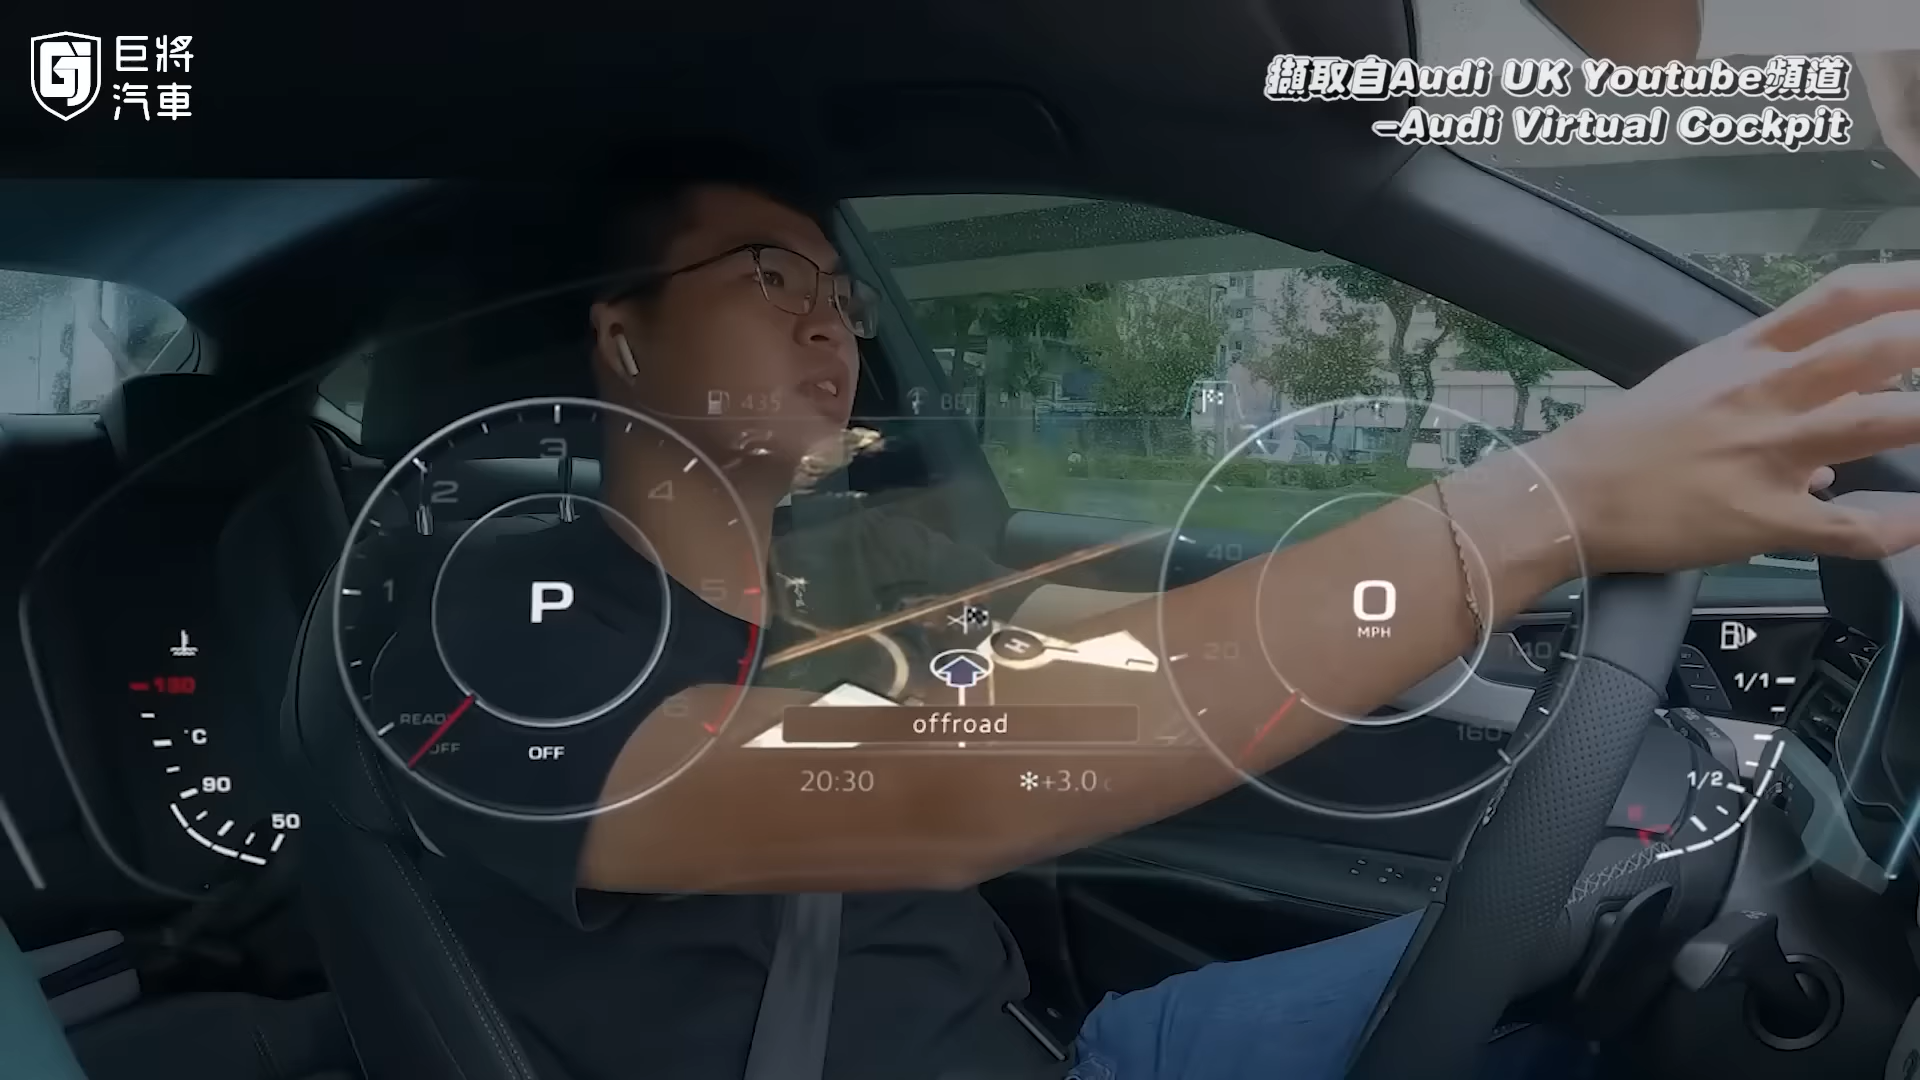 巨將
汽車
擷取自Audi UK Youtube頻道
–Audi Virtual Cockpit
435
3
2
4
1
5
6
P
READY
OFF
OFF
130
°C
90
50
offroad
20:30
+3.0
40
20
0
MPH
140
160
1/1
1/2